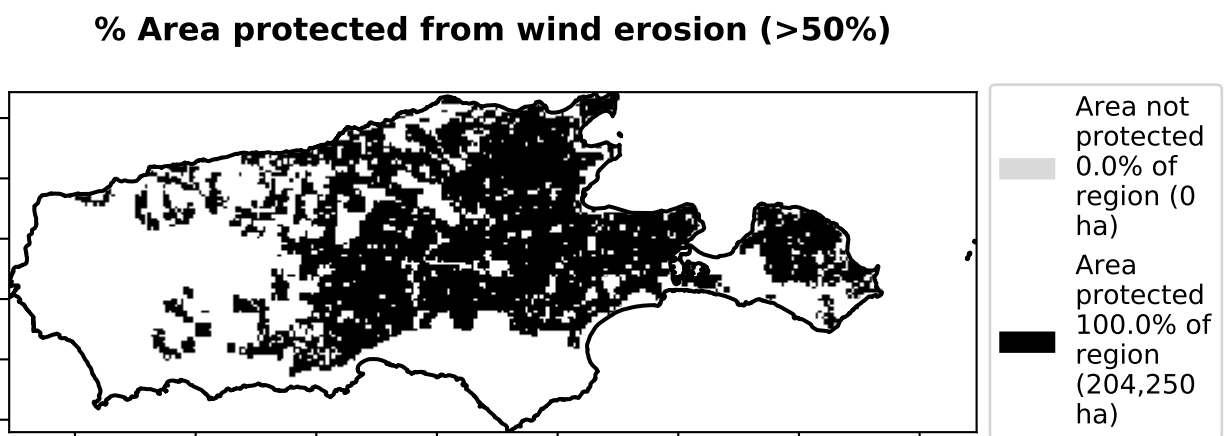 % Area protected from wind erosion (>50%)
Area not
protected
0.0% of
region (0
ha)
Area
protected
100.0% of
region
(204,250
ha)